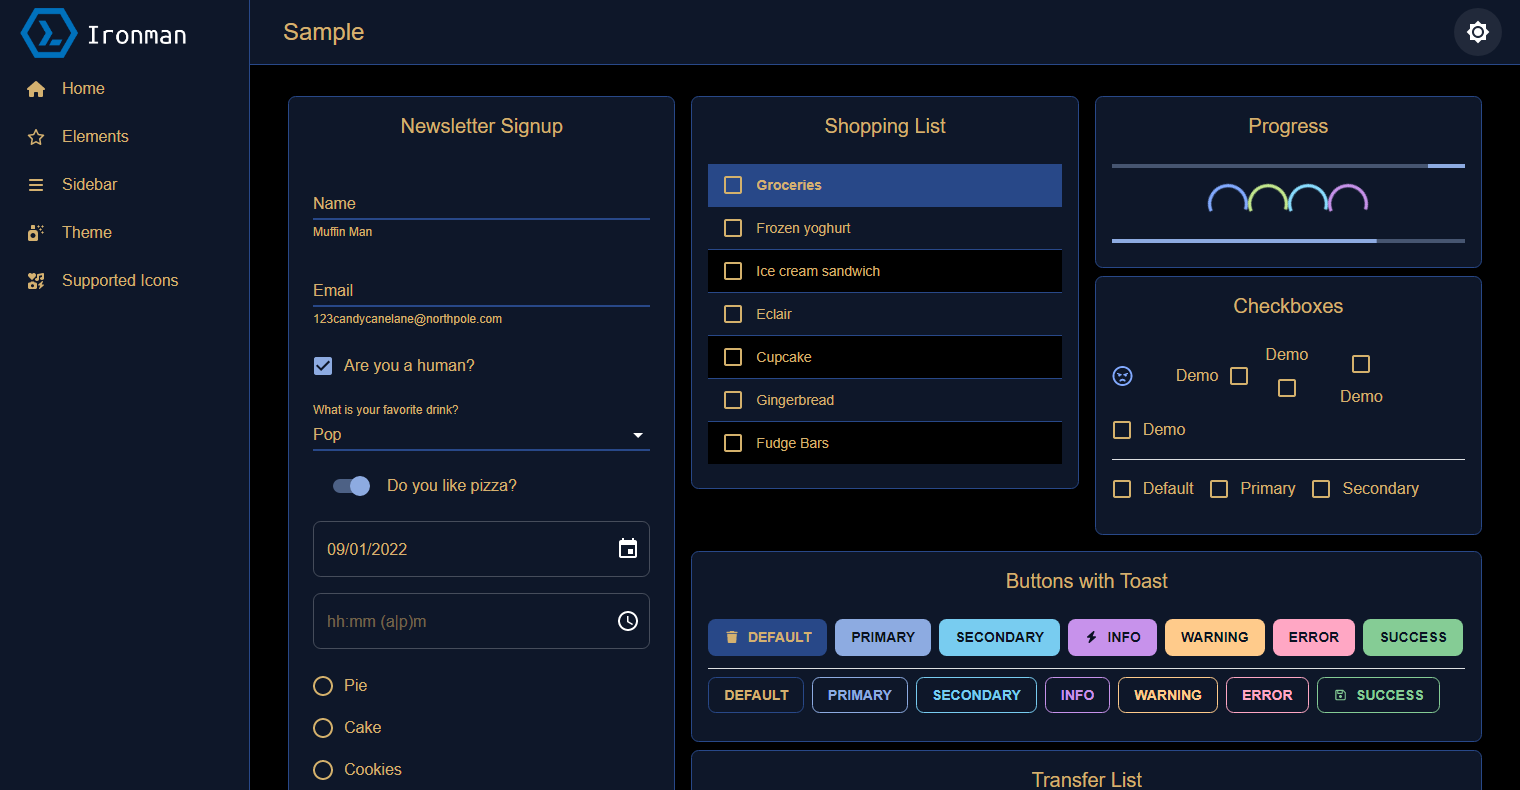 Ironman
Home
Elements
Sidebar
Theme
Supported Icons
Sample
Newsletter Signup
Name
Muffin Man
Email
123candycanelane@northpole.com
Are you a human?
What is your favorite drink?
Pop
Do you like pizza?
09/01/2022
hh:mm (a|p)m
Pie
Cake
Cookies
Shopping List
Groceries
Frozen yoghurt
Ice cream sandwich
Eclair
Cupcake
Gingerbread
Fudge Bars
Progress
Checkboxes
Demo
Demo
Demo
Demo
Default Primary Secondary
Buttons with Toast
DEFAULT PRIMARY SECONDARY INFO WARNING ERROR SUCCESS
DEFAULT PRIMARY SECONDARY INFO WARNING ERROR SUCCESS
Transfer List